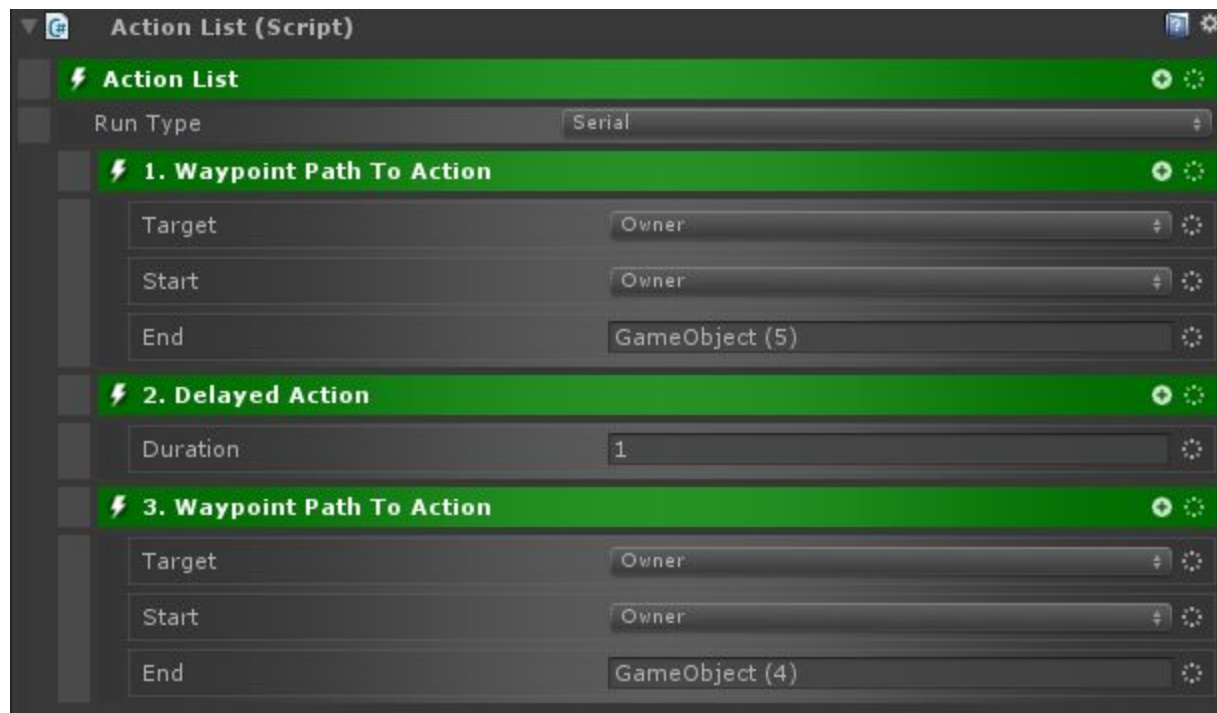 Action List (Script)
Action List
Run Type Serial
1. Waypoint Path To Action
Target Owner
Start Owner
End GameObject (5)
2. Delayed Action
Duration 1
3. Waypoint Path To Action
Target Owner
Start Owner
End GameObject (4)